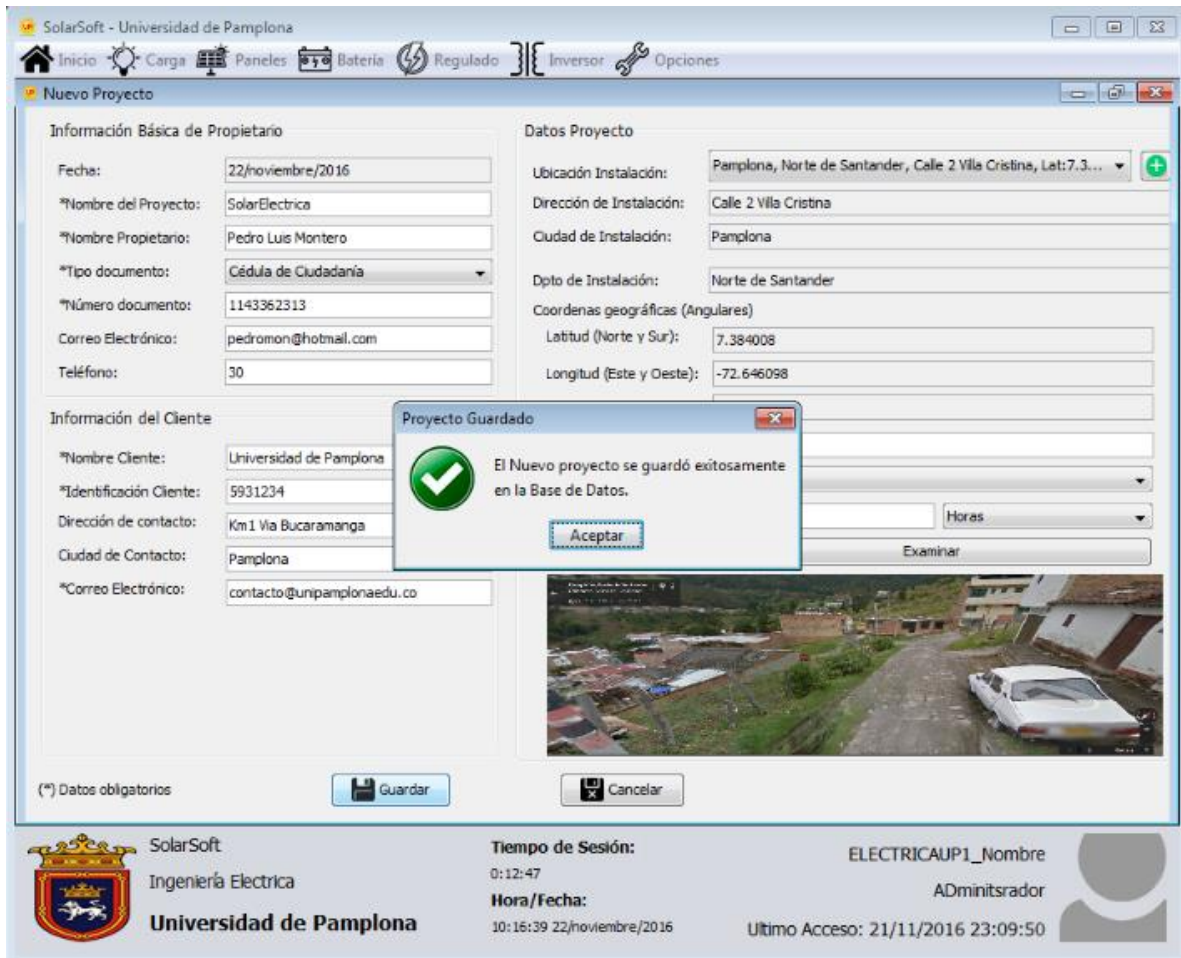 SolarSoft - Universidad de Pamplona
Inicio Carga Paneles Batería Regulado Inversor Opciones
Nuevo Proyecto
Información Básica de Propietario
Fecha: 22/noviembre/2016
*Nombre del Proyecto: SolarElectrica
*Nombre Propietario: Pedro Luis Montero
*Tipo documento: Cédula de Ciudadanía
*Número documento: 1143362313
Correo Electrónico: pedromon@hotmail.com
Teléfono: 30
Información del Cliente
*Nombre Cliente: Universidad de Pamplona
*Identificación Cliente: 5931234
Dirección de contacto: Km1 Via Bucaramanga
Ciudad de Contacto: Pamplona
*Correo Electrónico: contacto@unipamplonaedu.co
Datos Proyecto
Ubicación Instalación: Pamplona, Norte de Santander, Calle 2 Villa Cristina, Lat:7.3...
Dirección de Instalación: Calle 2 Villa Cristina
Ciudad de Instalación: Pamplona
Dpto de Instalación: Norte de Santander
Coordenas geográficas (Angulares)
Latitud (Norte y Sur): 7.384008
Longitud (Este y Oeste): -72.646098
Horas
Examinar
Proyecto Guardado
El Nuevo proyecto se guardó exitosamente
en la Base de Datos.
Aceptar
(*) Datos obligatorios
Guardar
Cancelar
SolarSoft
Ingeniería Electrica
Universidad de Pamplona
Tiempo de Sesión:
0:12:47
Hora/Fecha:
10:16:39 22/noviembre/2016
ELECTRICAUP1_Nombre
ADminitsrador
Ultimo Acceso: 21/11/2016 23:09:50